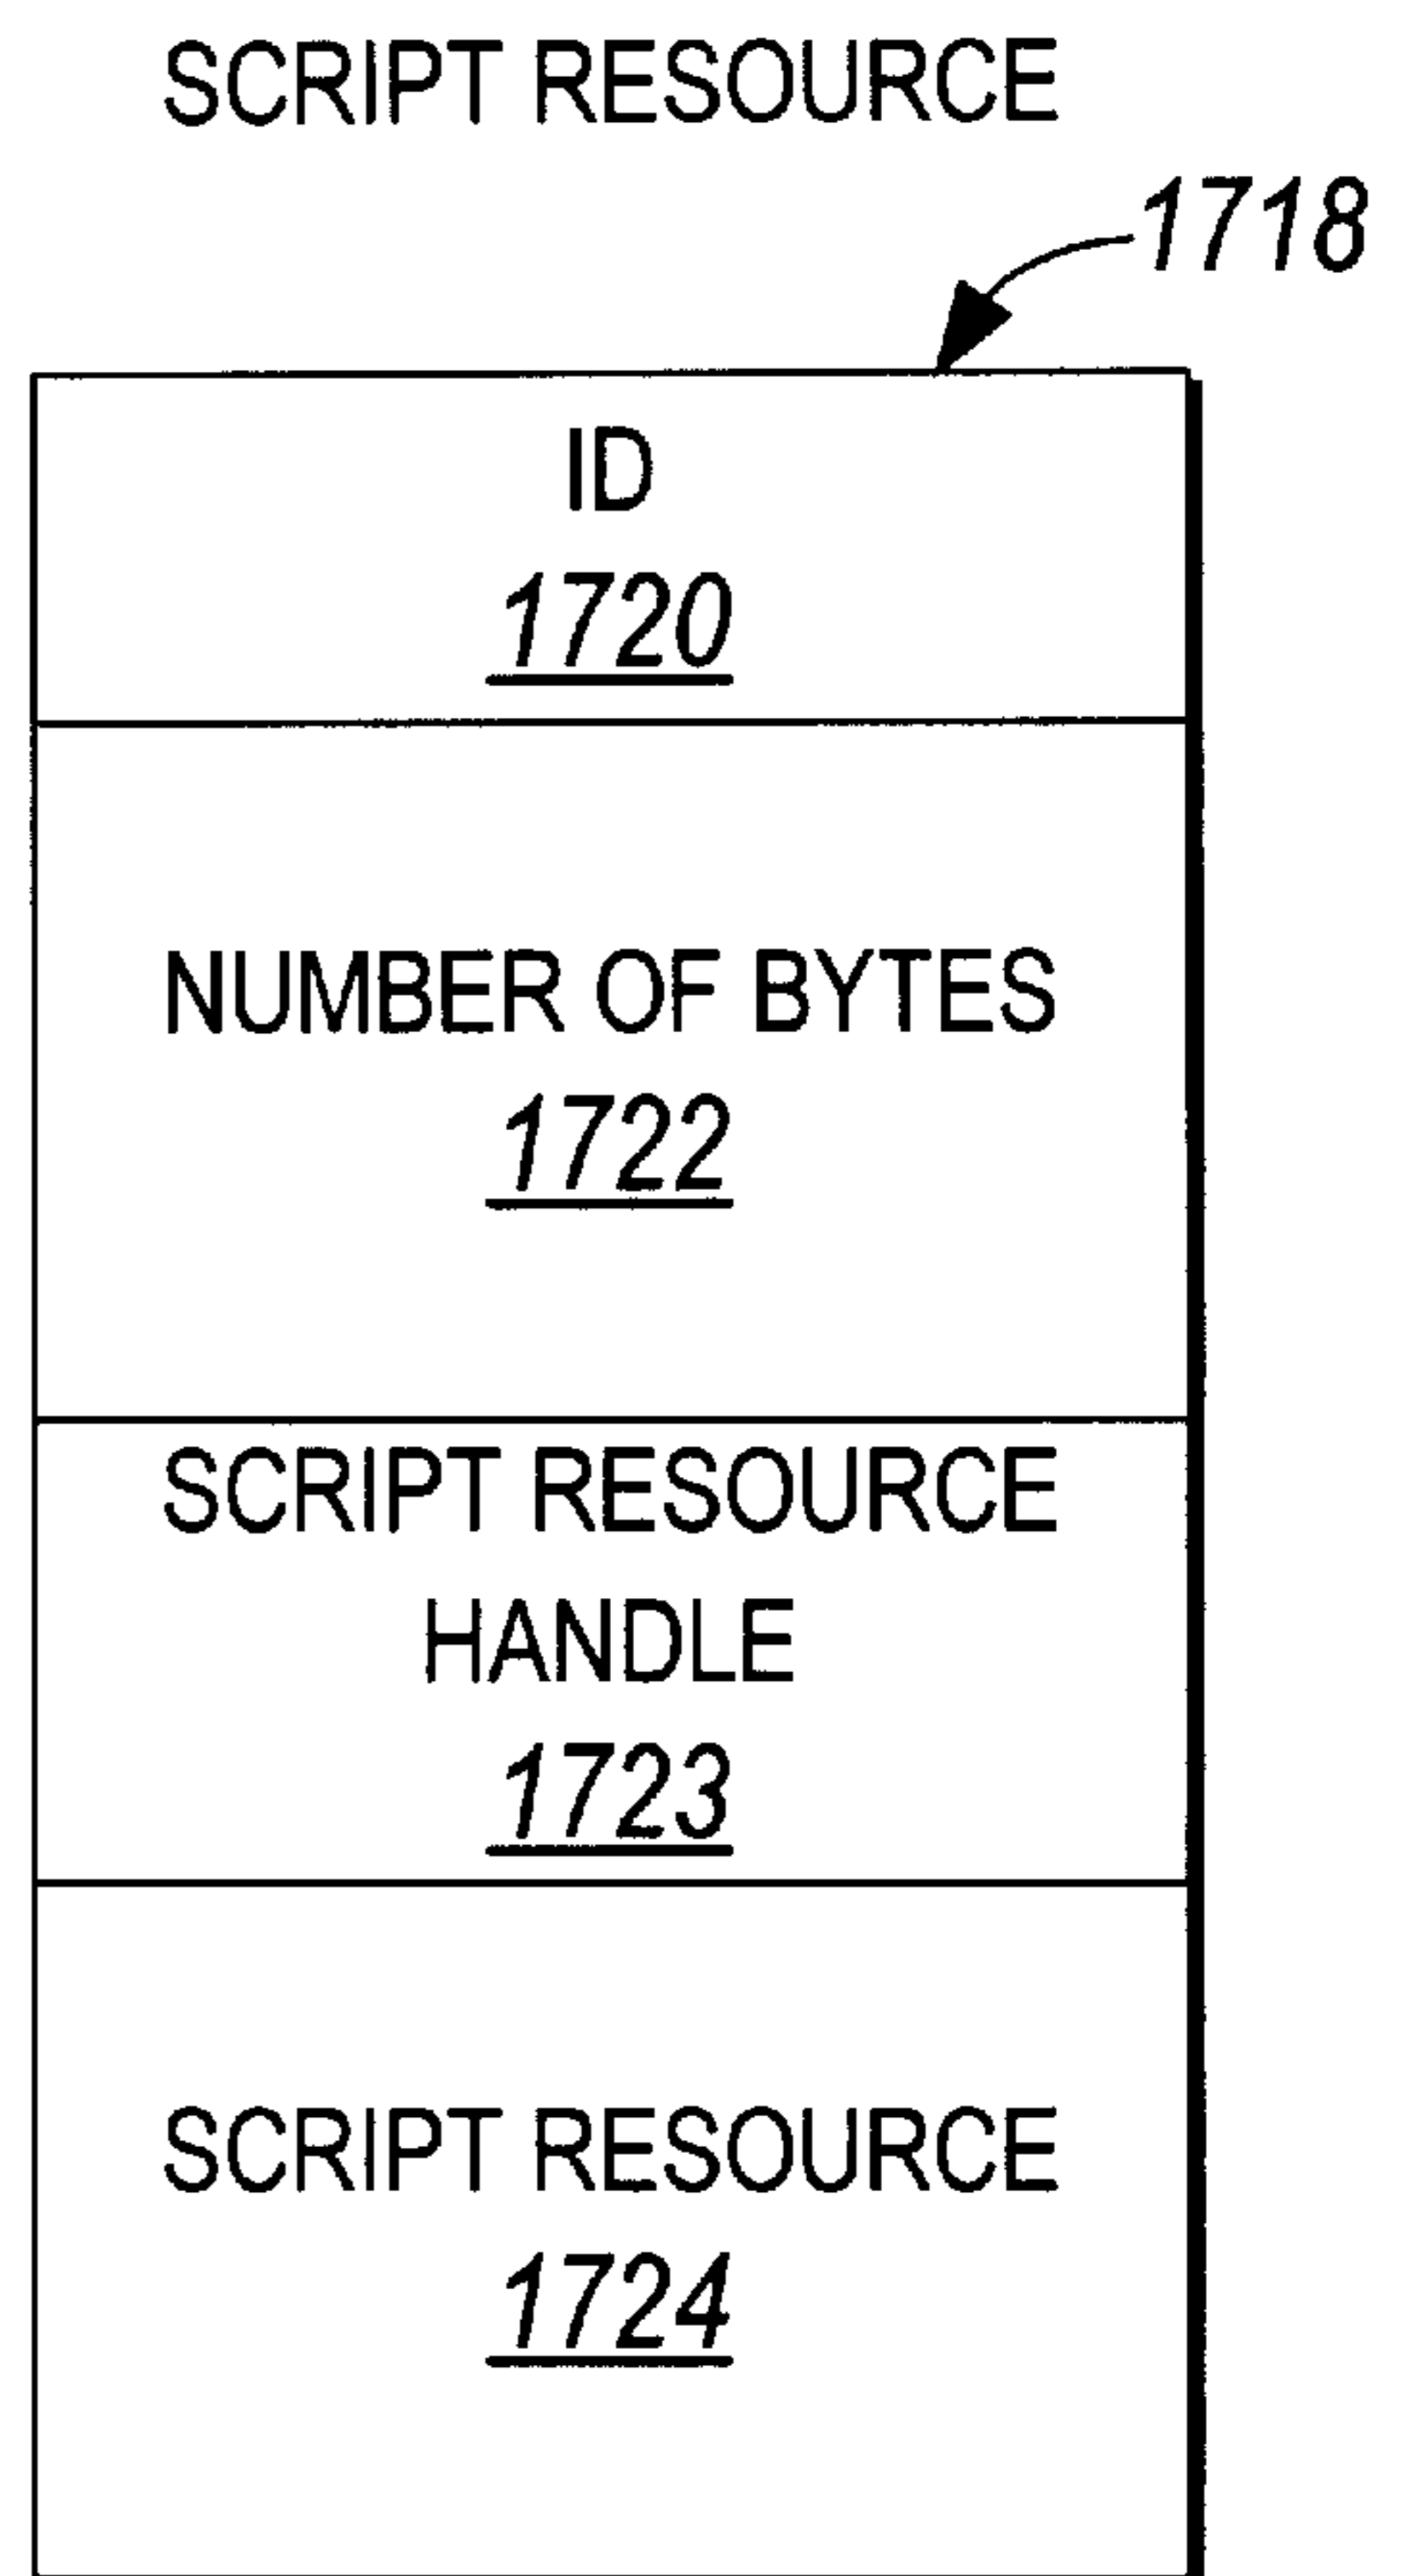 SCRIPT RESOURCE
1718
ID
1720
NUMBER OF BYTES
1722
SCRIPT RESOURCE
HANDLE
1723
SCRIPT RESOURCE
1724